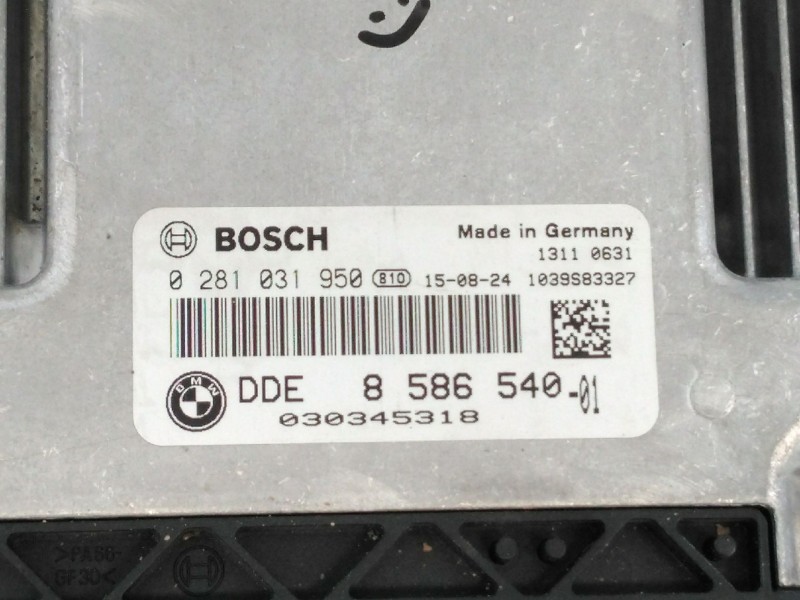 BOSCH
Made in Germany
1311 0631
0 281 031 950 810 15-08-24 1039S83327
BMW
DDE 8 586 540-01
030345318
>PA66-
GF30<